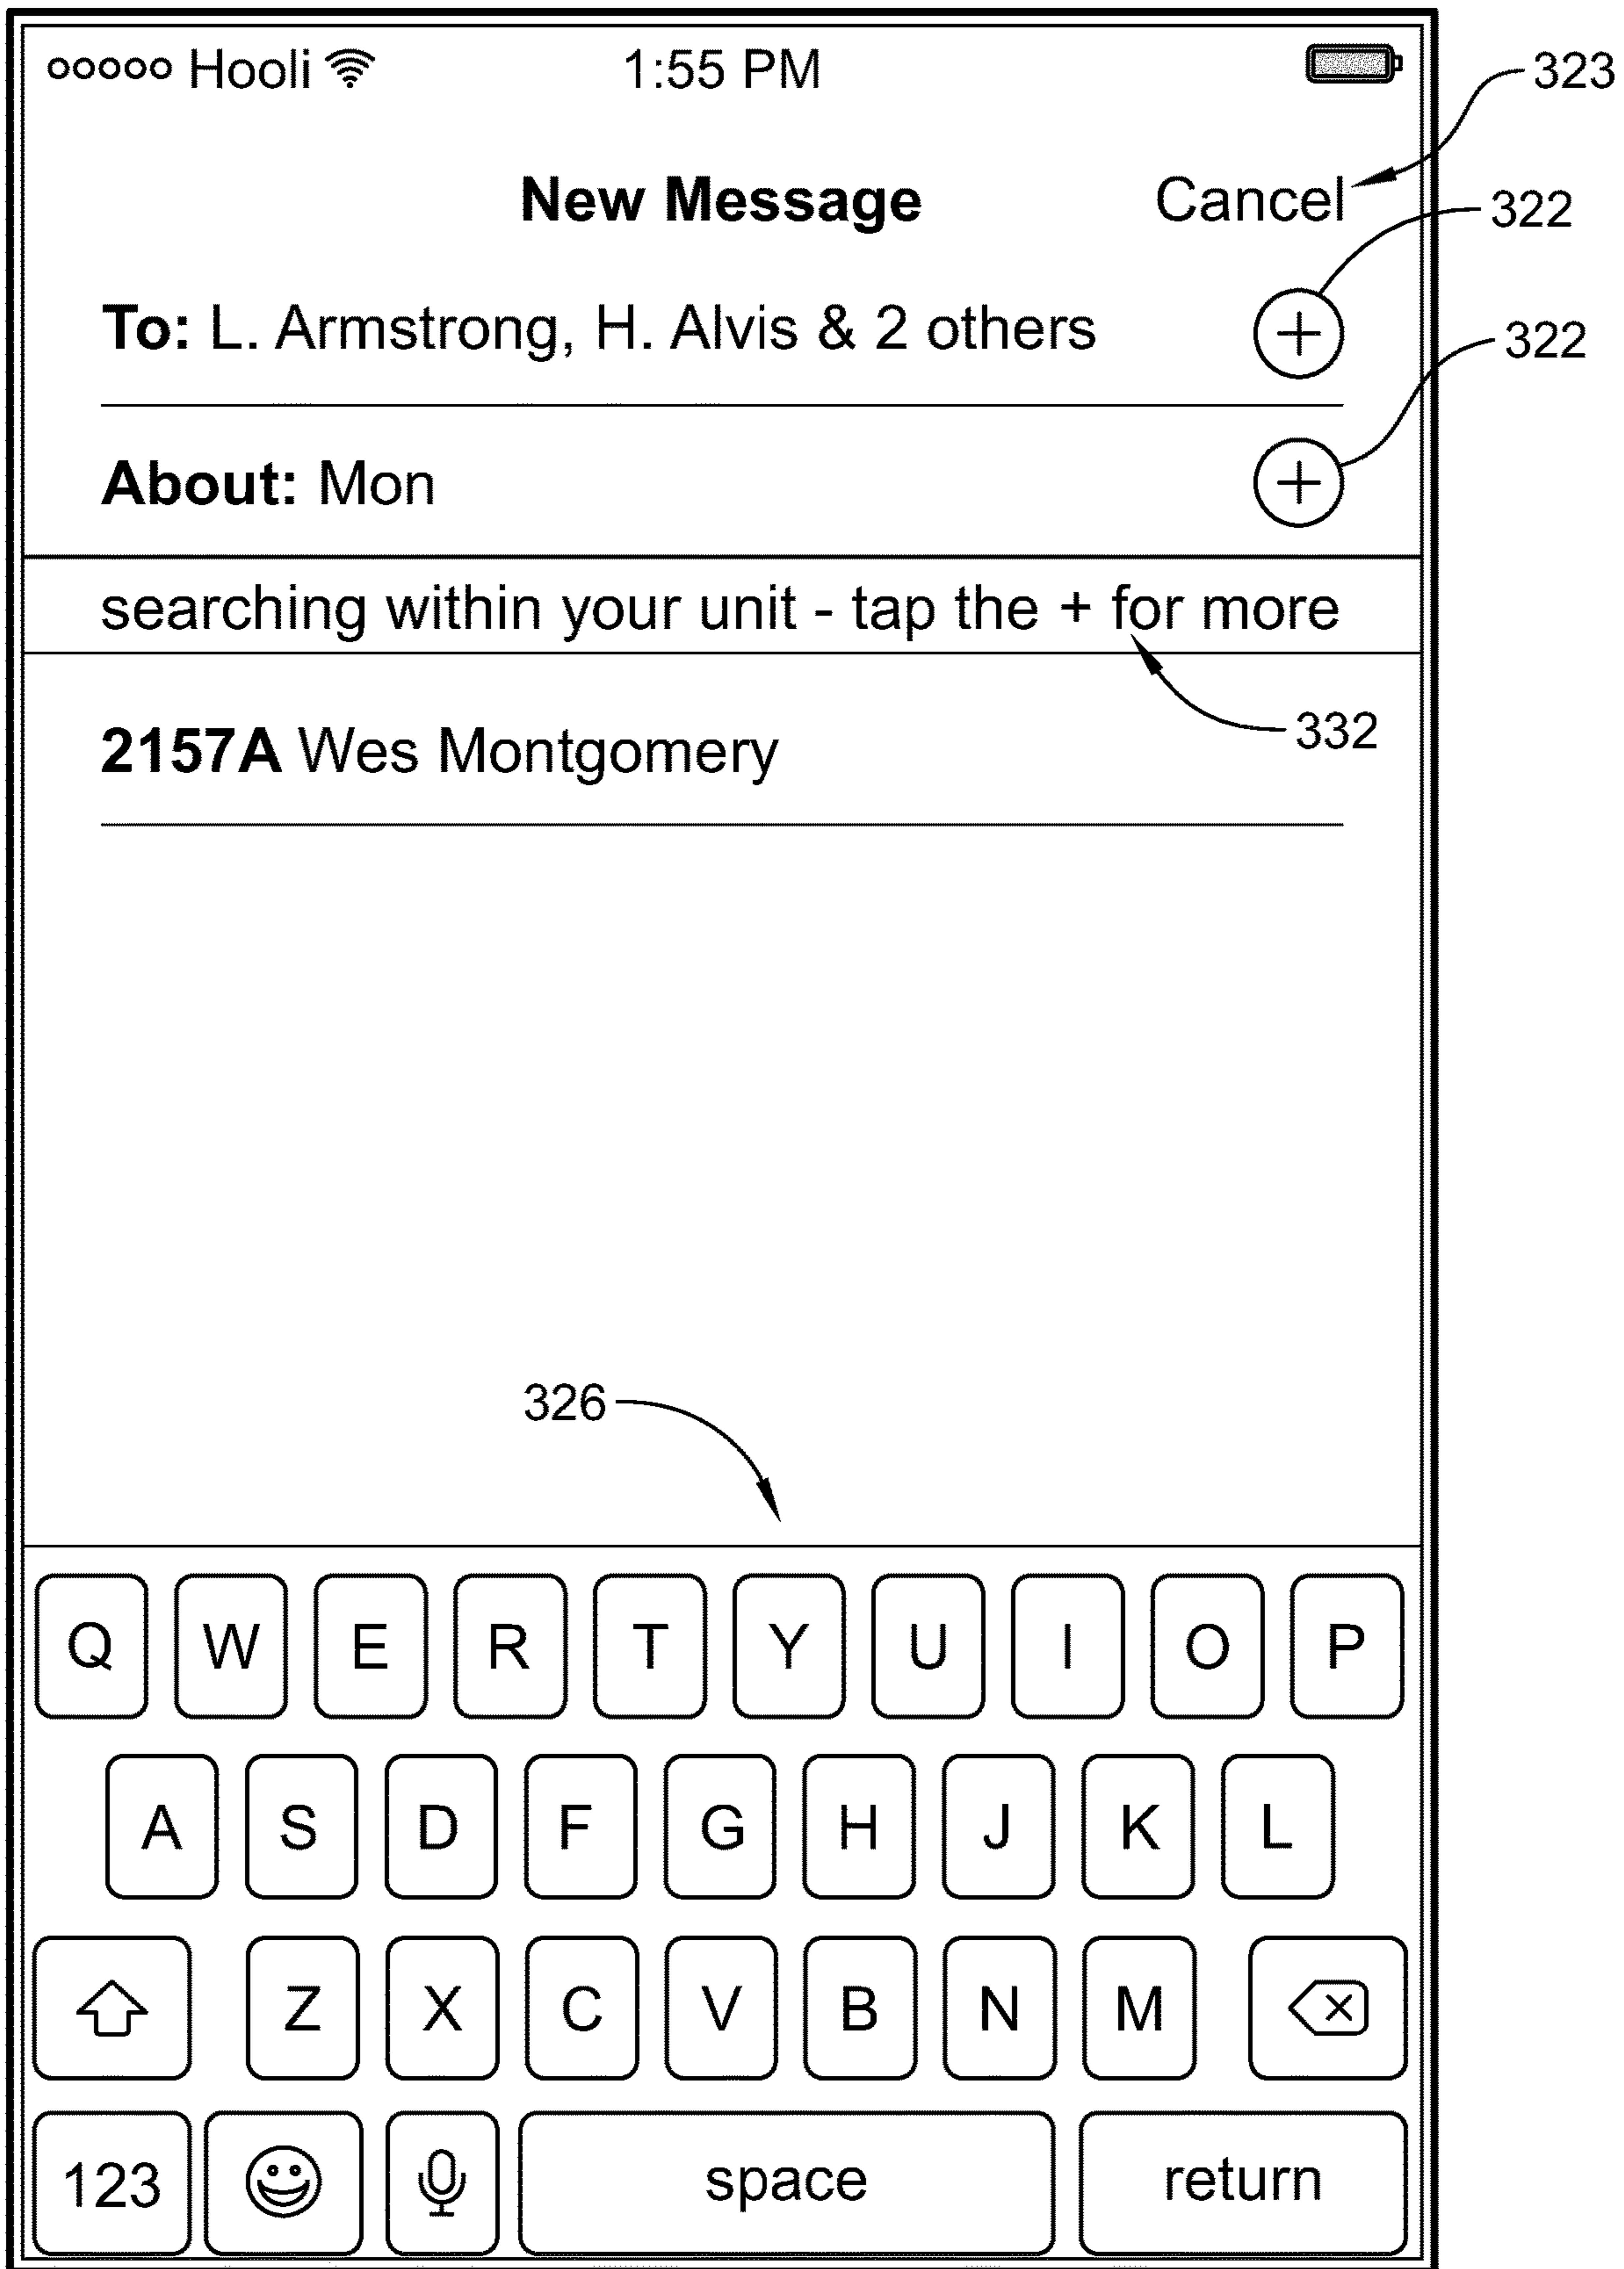 ooooo Hooli 1:55 PM
323
New Message Cancel
322
To: L. Armstrong, H. Alvis & 2 others
322
About: Mon
searching within your unit - tap the + for more
332
2157A Wes Montgomery
326
Q W E R T Y U I O P
A S D F G H J K L
Z X C V B N M
123 space return